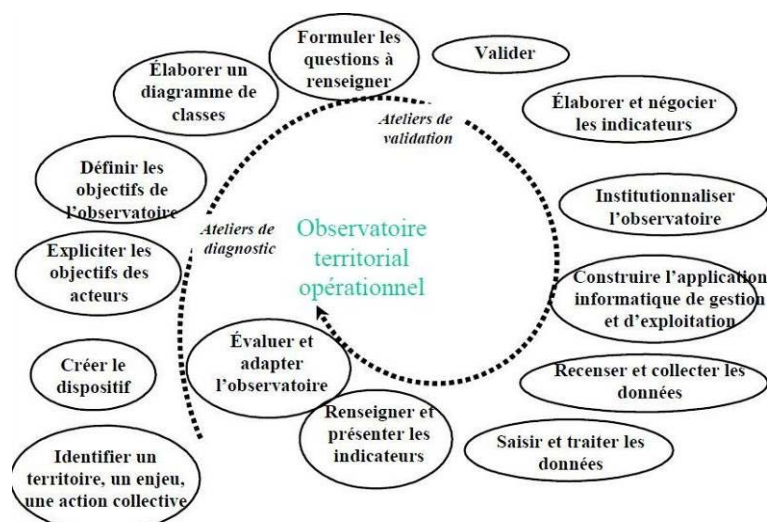 Formuler les
questions à
renseigner
Valider
Élaborer un
diagramme de
classes
Ateliers de
validation
Élaborer et négocier
les indicateurs
Définir les
objectifs de
l'observatoire
Institutionnaliser
l'observatoire
Ateliers de
diagnostic
Observatoire
territorial
opérationnel
Expliciter les
objectifs des
acteurs
Construire l'application
informatique de gestion
et d'exploitation
Évaluer et
adapter
l'observatoire
Créer le
dispositif
Recenser et collecter les
données
Renseigner et
présenter les
indicateurs
Saisir et traiter les
données
Identifier un
territoire, un enjeu,
une action collective